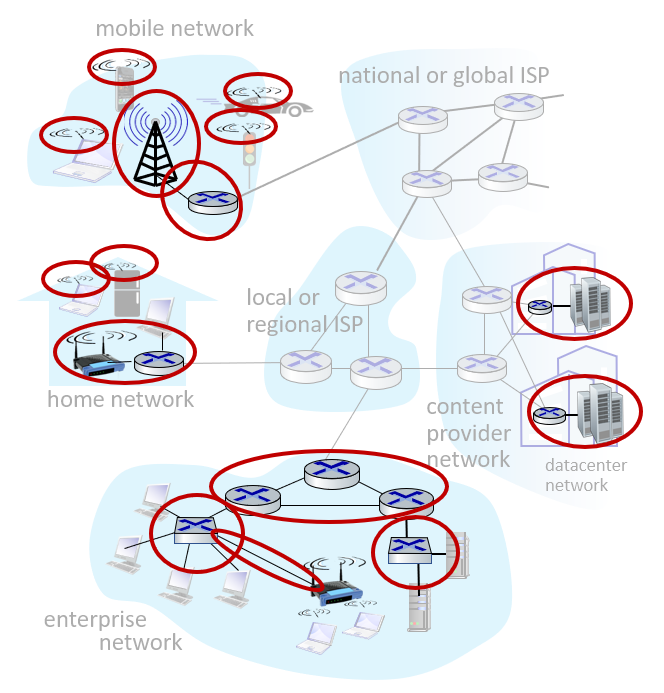 mobile network
national or global ISP
local or
regional ISP
home network
content
provider
network
datacenter
network
enterprise
network